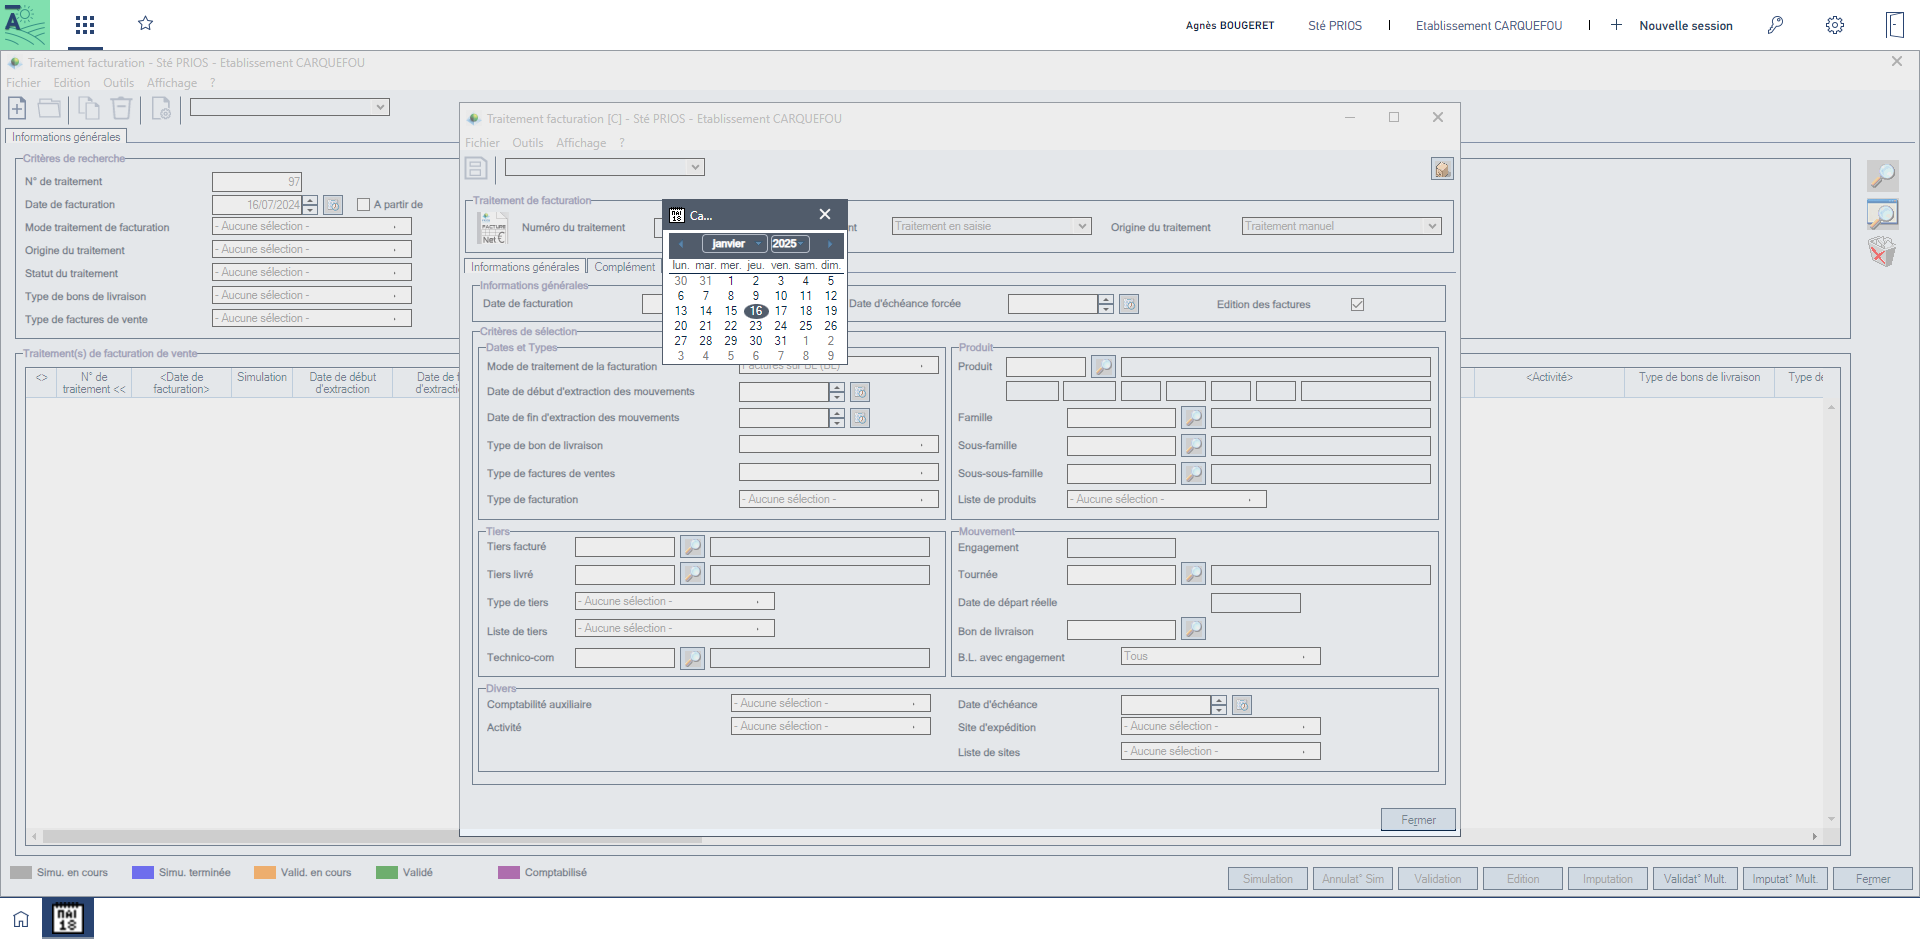 Agnès BOUGERET Sté PRIOS | Etablissement CARQUEFOU | + Nouvelle session
Traitement facturation - Sté PRIOS - Etablissement CARQUEFOU
Fichier Edition Outils Affichage ?
Informations générales
Critères de recherche
N° de traitement 97
Date de facturation 16/07/2024 A partir de
Mode traitement de facturation - Aucune sélection -
Origine du traitement - Aucune sélection -
Statut du traitement - Aucune sélection -
Type de bons de livraison - Aucune sélection -
Type de factures de vente - Aucune sélection -
Traitement(s) de facturation de vente
<> N° de traitement << <Date de facturation> Simulation Date de début d'extraction
<Activité> Type de bons de livraison
Traitement facturation [C] - Sté PRIOS - Etablissement CARQUEFOU
Fichier Outils Affichage ?
Traitement de facturation
FACTURE
Net €
Numéro du traitement Traitement en saisie Origine du traitement Traitement manuel
Informations générales Complément
Informations générales
Date de facturation Date d'échéance forcée Edition des factures
Critères de sélection
Dates et Types
Mode de traitement de la facturation Factures sur BL (BL)
Date de début d'extraction des mouvements
Date de fin d'extraction des mouvements
Type de bon de livraison
Type de factures de ventes
Type de facturation - Aucune sélection -
Produit
Produit
Famille
Sous-famille
Sous-sous-famille
Liste de produits - Aucune sélection -
Tiers
Tiers facturé
Tiers livré
Type de tiers - Aucune sélection -
Liste de tiers - Aucune sélection -
Technico-com
Mouvement
Engagement
Tournée
Date de départ réelle
Bon de livraison
B.L. avec engagement Tous
Divers
Comptabilité auxiliaire - Aucune sélection -
Activité - Aucune sélection -
Date d'échéance
Site d'expédition - Aucune sélection -
Liste de sites - Aucune sélection -
Fermer
MAI 18 Ca...
janvier 2025
lun. mar. mer. jeu. ven. sam. dim.
30 31 1 2 3 4 5
6 7 8 9 10 11 12
13 14 15 16 17 18 19
20 21 22 23 24 25 26
27 28 29 30 31 1 2
3 4 5 6 7 8 9
Simu. en cours Simu. terminée Valid. en cours Validé Comptabilisé
Simulation Annulat° Sim Validation Edition Imputation Validat° Mult. Imputat° Mult. Fermer
MAI
18